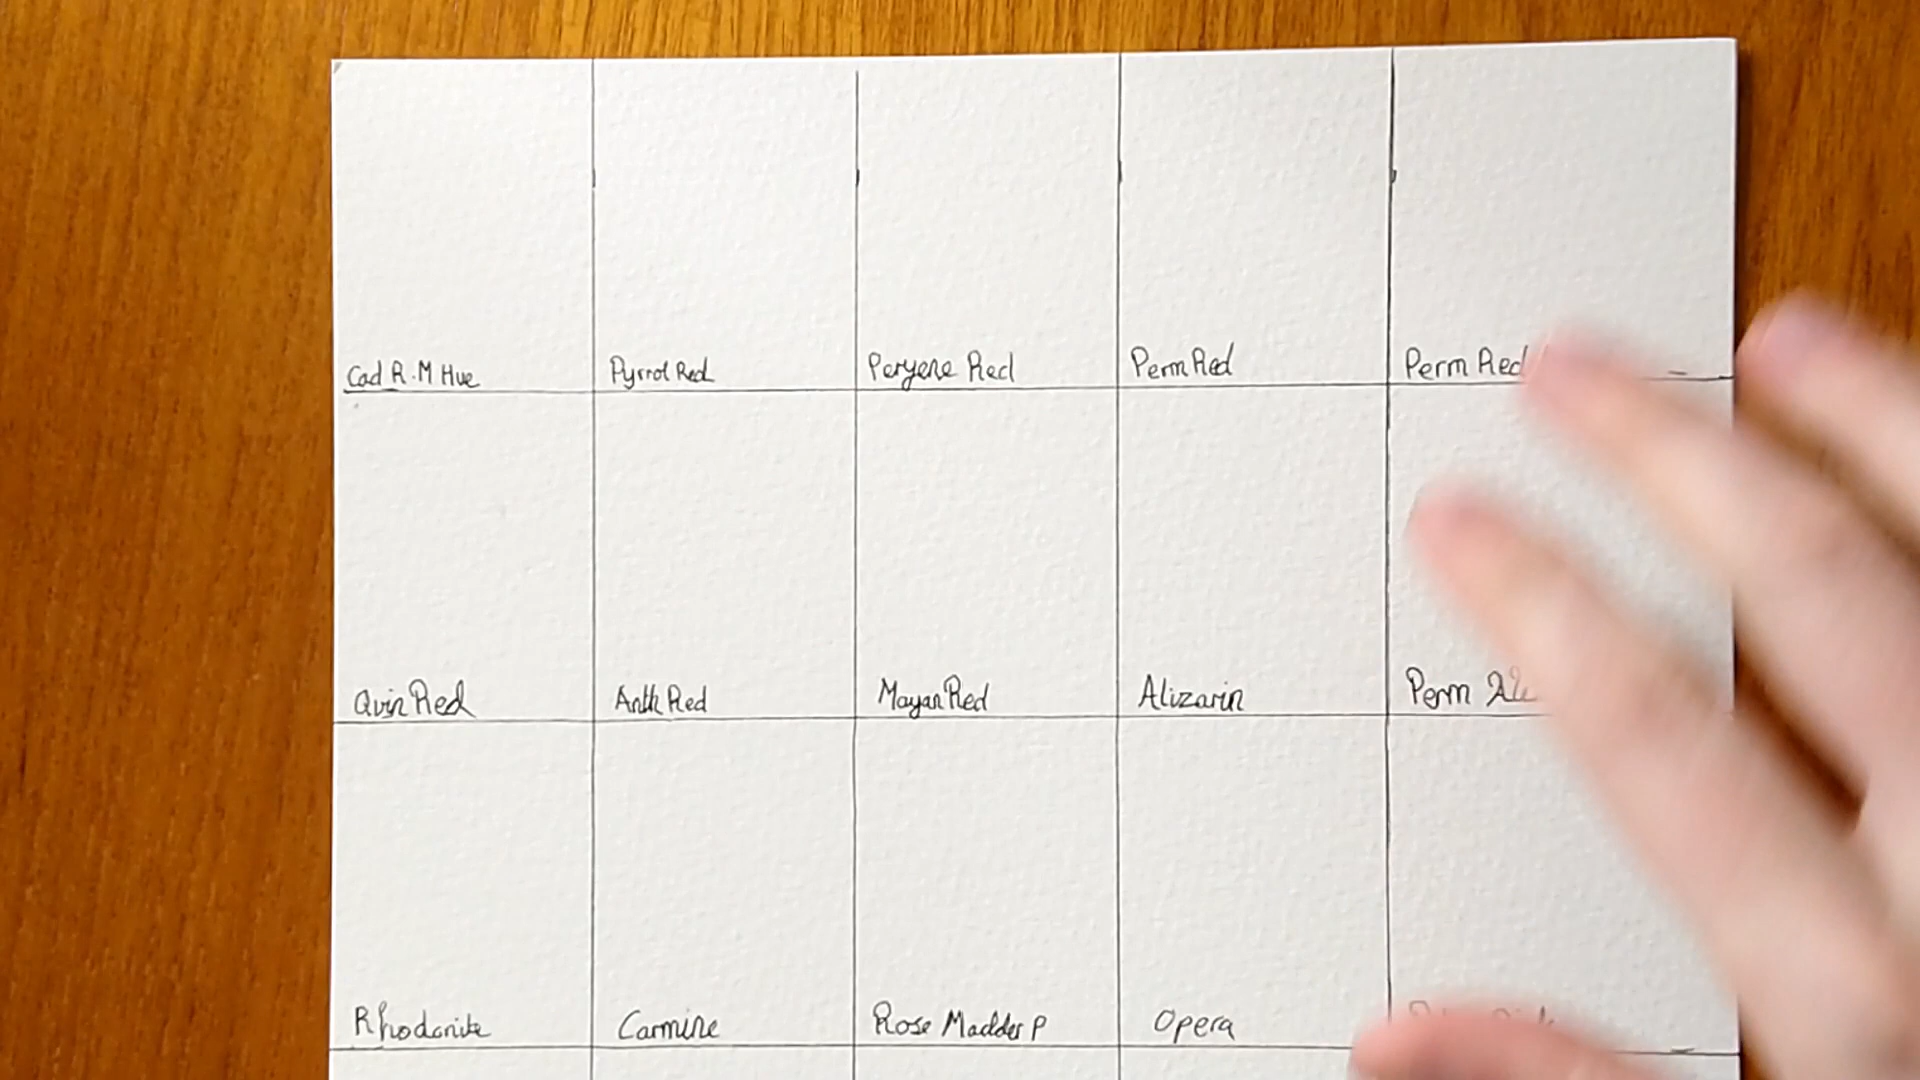 Cad R.M Hue
Pyrrol Red
Peryene Red
Perm Red
Perm Red
Quin Red
Anth Red
Mayan Red
Alizarin
Perm
Rhodonite
Carmine
Rose Madder P
Opera